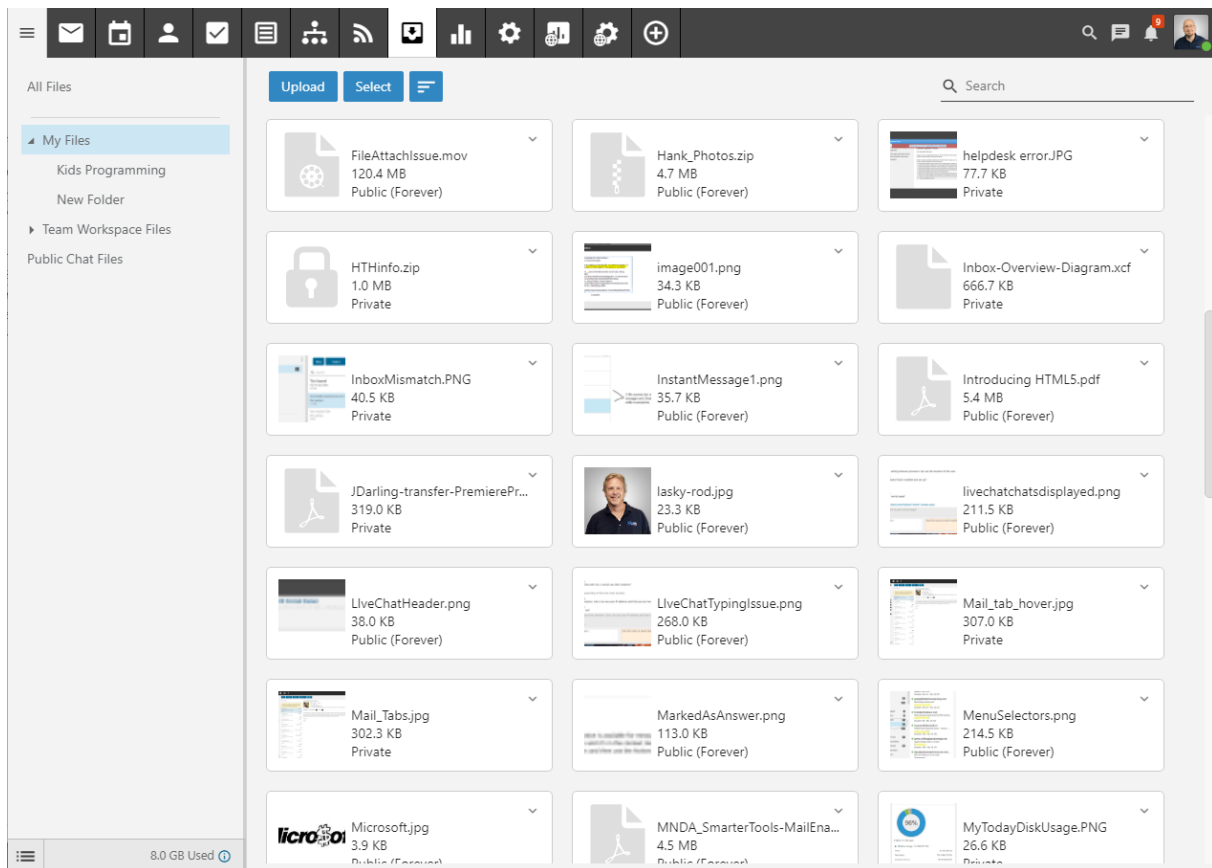 9
All Files
My Files
Kids Programming
New Folder
Team Workspace Files
Public Chat Files
8.0 GB Used
Upload
Select
Search
FileAttachIssue.mov
120.4 MB
Public (Forever)
Hank_Photos.zip
4.7 MB
Public (Forever)
helpdesk error.JPG
77.7 KB
Private
HTHinfo.zip
1.0 MB
Private
image001.png
34.3 KB
Public (Forever)
Inbox-Overview-Diagram.xcf
666.7 KB
Private
InboxMismatch.PNG
40.5 KB
Private
InstantMessage1.png
35.7 KB
Public (Forever)
Introducing HTML5.pdf
5.4 MB
Public (Forever)
JDarling-transfer-PremierePr...
319.0 KB
Private
lasky-rod.jpg
23.3 KB
Public (Forever)
livechatchatsdisplayed.png
211.5 KB
Public (Forever)
LIveChatHeader.png
38.0 KB
Public (Forever)
LIveChatTypingIssue.png
268.0 KB
Public (Forever)
Mail_tab_hover.jpg
307.0 KB
Private
Mail_Tabs.jpg
302.3 KB
Private
MarkedAsAnswer.png
113.0 KB
Public (Forever)
MenuSelectors.png
214.5 KB
Public (Forever)
Microsoft.jpg
3.9 KB
Public (Forever)
MNDA_SmarterTools-MailEna...
4.5 MB
Public (Forever)
MyTodayDiskUsage.PNG
26.6 KB
Private